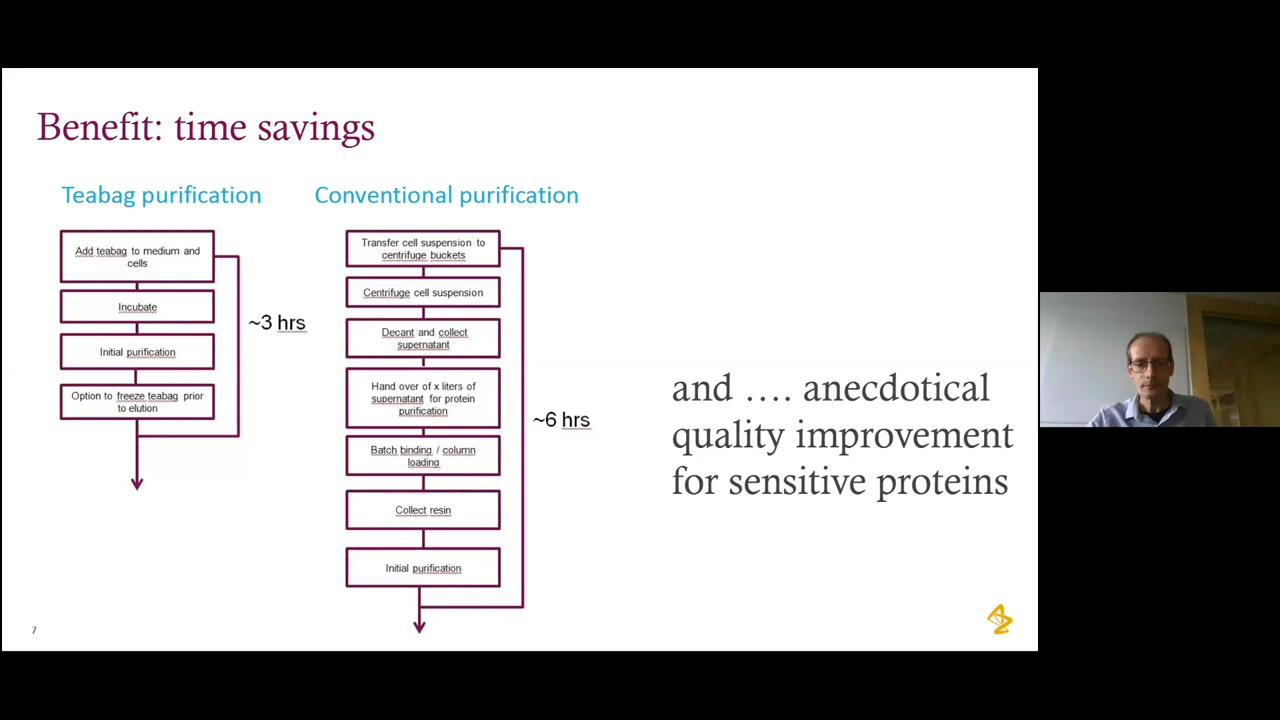 Benefit: time savings
Teabag purification
Add teabag to medium and
cells
Incubate
Initial purification
Option to freeze teabag prior
to elution
~3 hrs
Conventional purification
Transfer cell suspension to
centrifuge buckets
Centrifuge cell suspension
Decant and collect
supernatant
Hand over of x liters of
supernatant for protein
purification
Batch binding / column
loading
Collect resin
Initial purification
~6 hrs
and …. anecdotical
quality improvement
for sensitive proteins
7